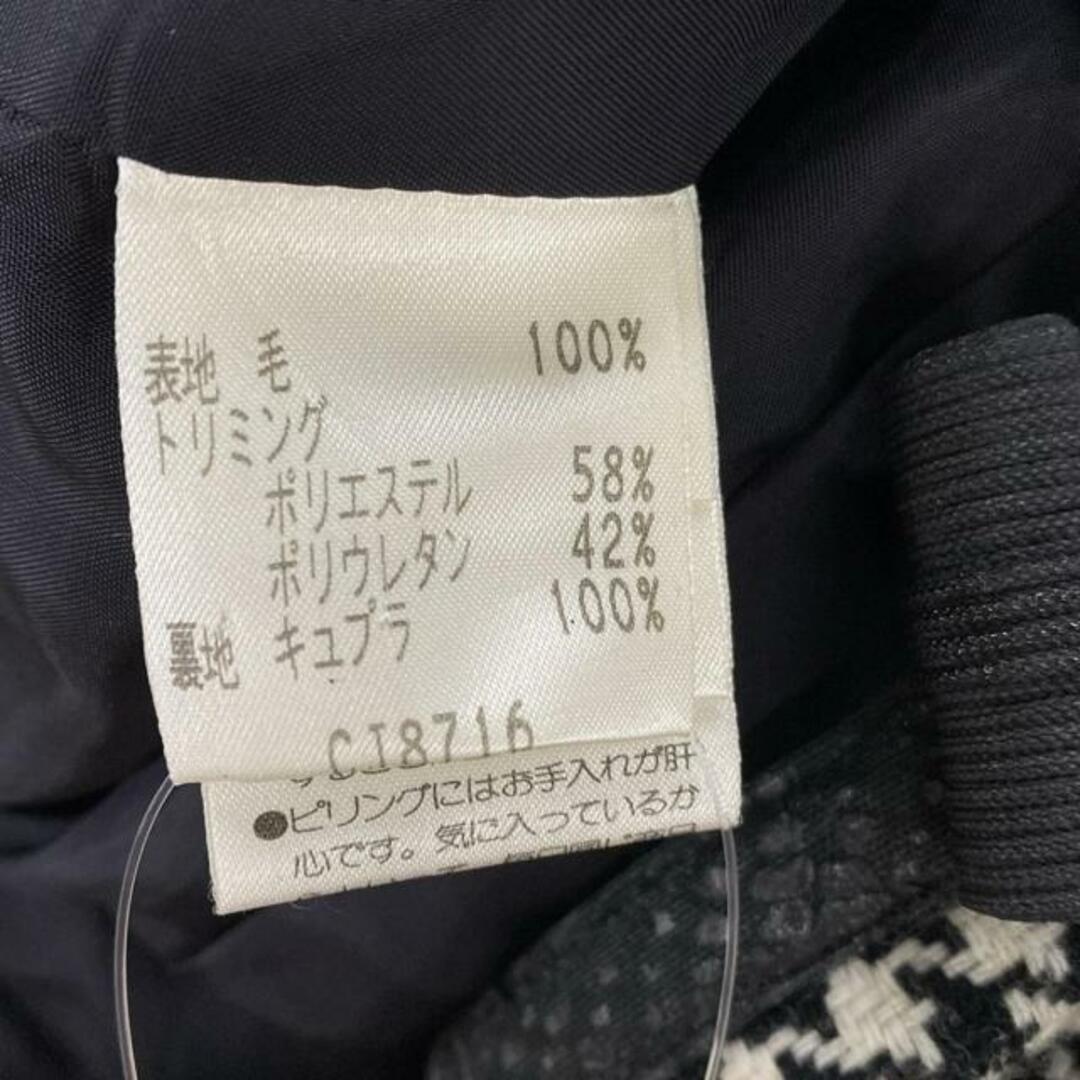 表地 毛 100%
トリミング
ポリエステル 58%
ポリウレタン 42%
裏地 キュプラ 100%
CI8716
●ピリングにはお手入れが肝
心です。気に入っているか